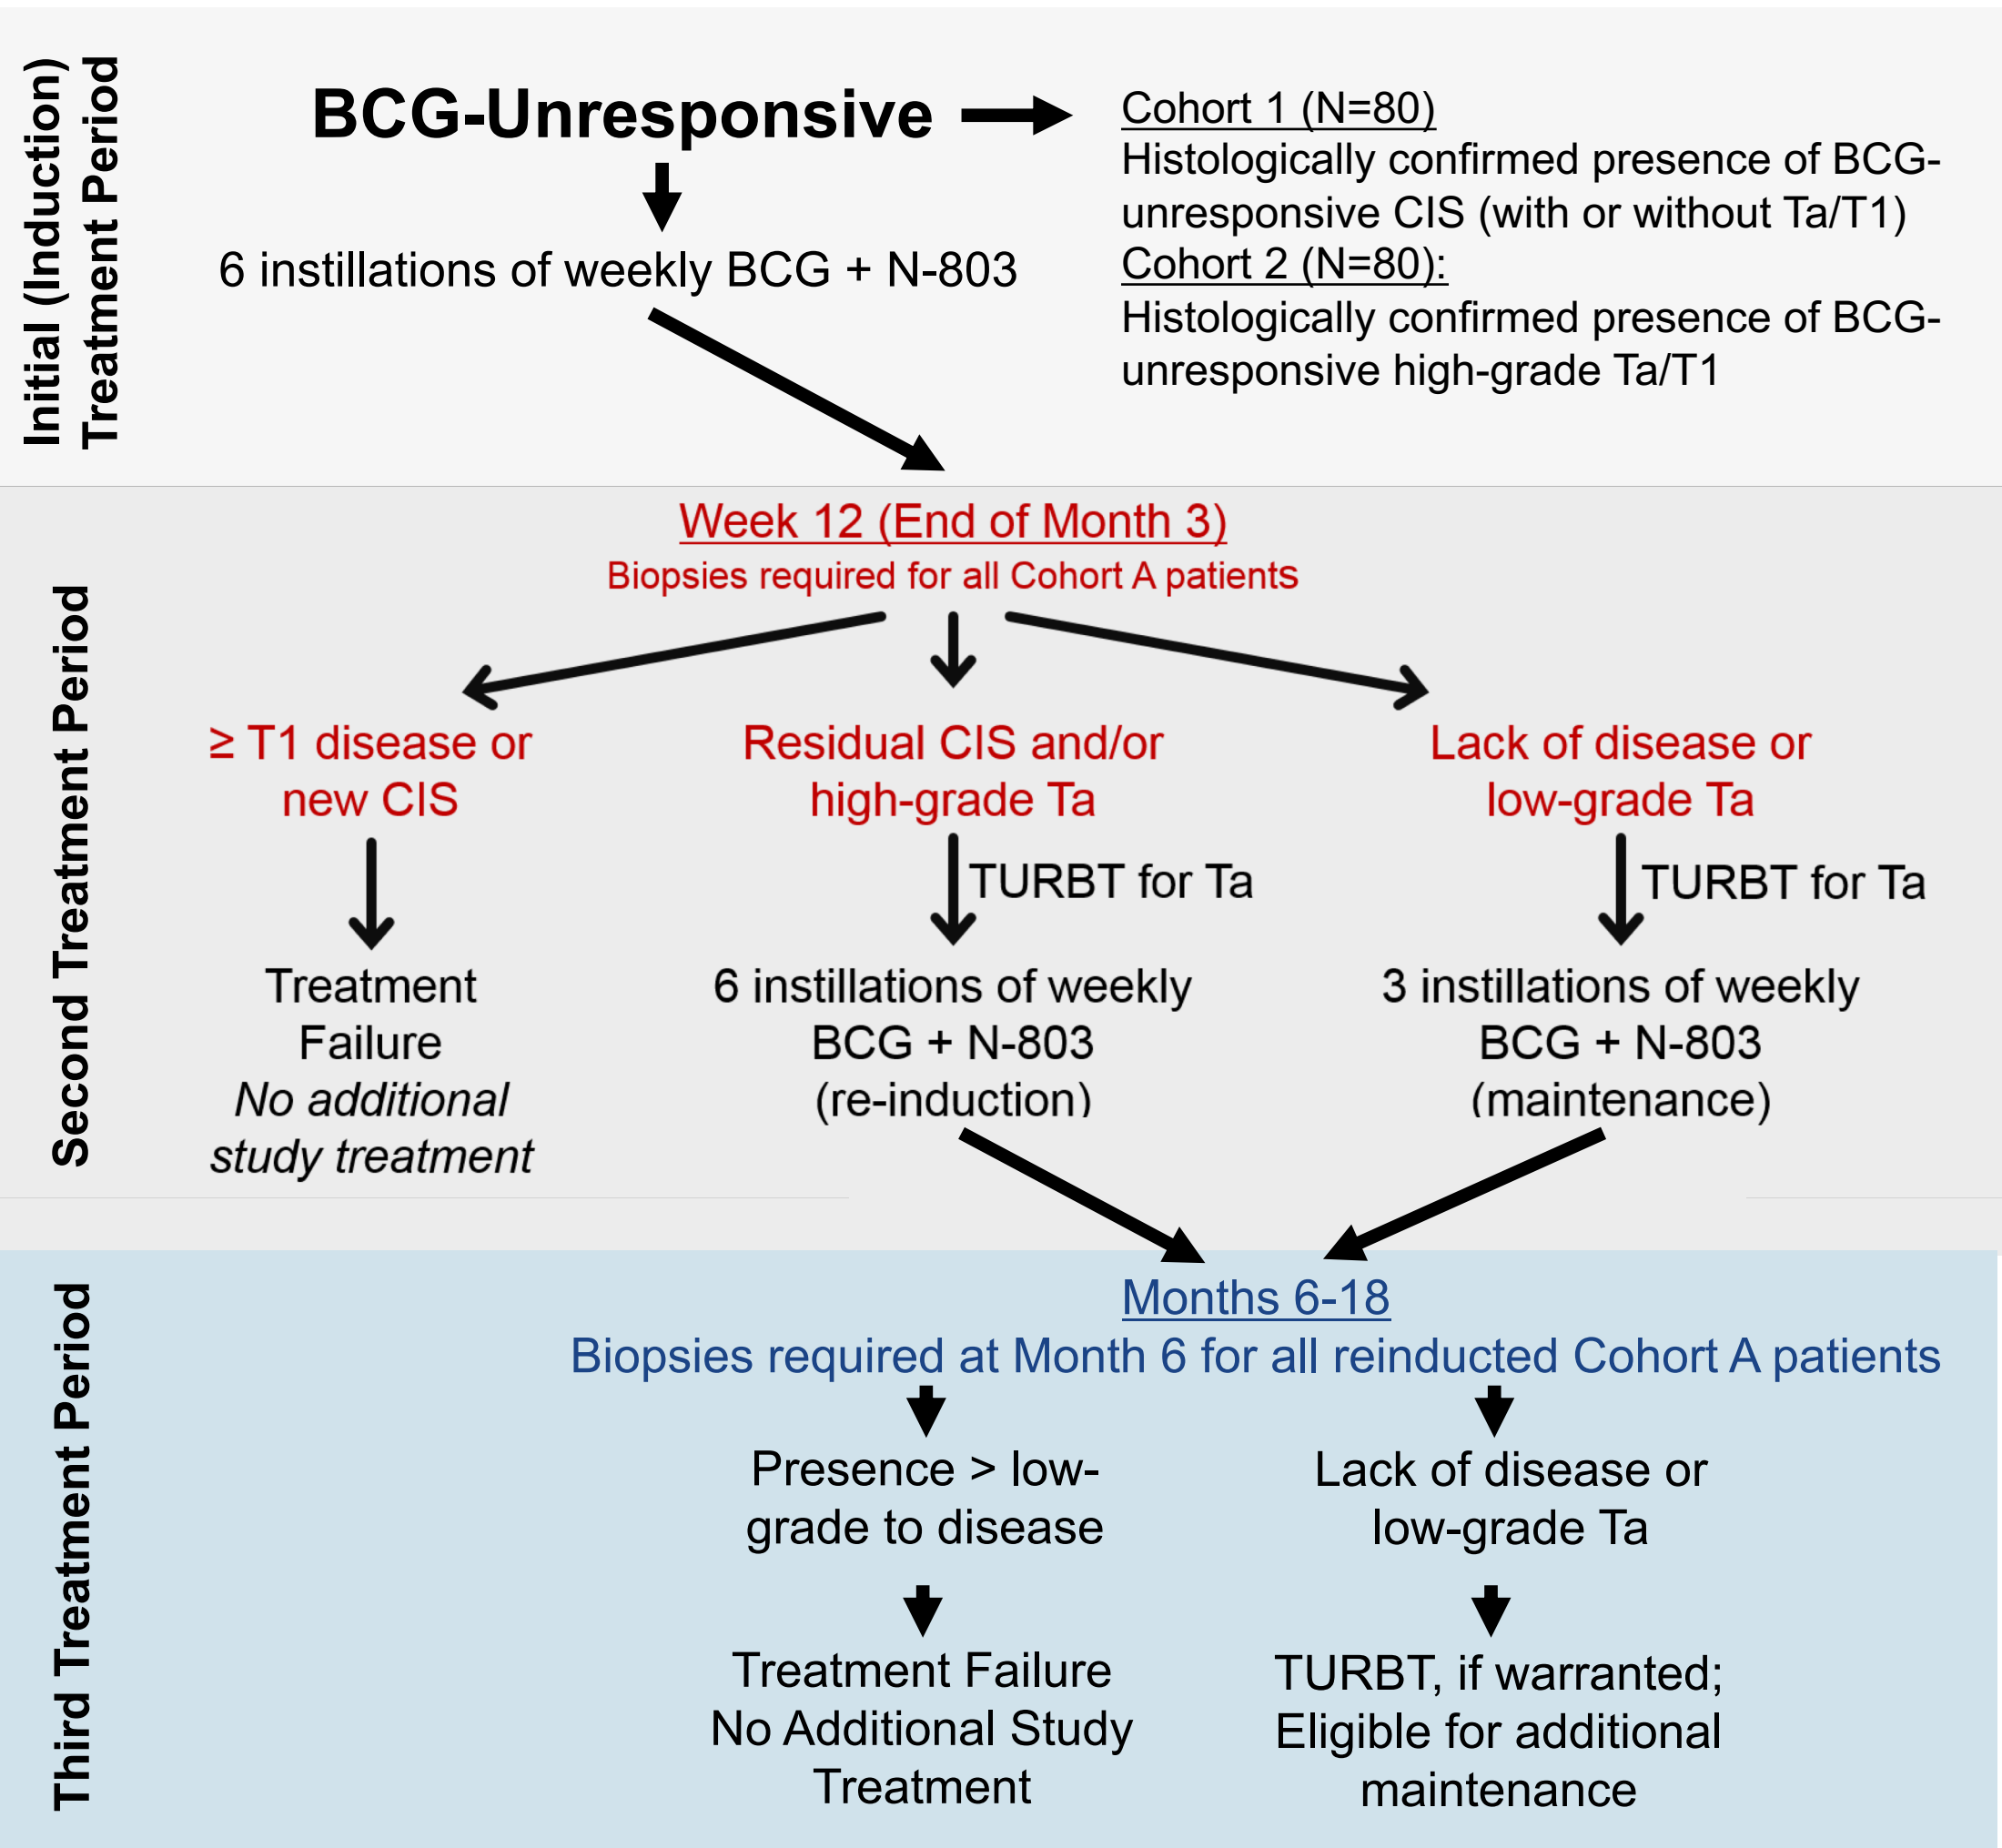 Initial (Induction)
Treatment Period
BCG-Unresponsive
6 instillations of weekly BCG + N-803
Cohort 1 (N=80)
Histologically confirmed presence of BCG-
unresponsive CIS (with or without Ta/T1)
Cohort 2 (N=80):
Histologically confirmed presence of BCG-
unresponsive high-grade Ta/T1
Second Treatment Period
Week 12 (End of Month 3)
Biopsies required for all Cohort A patients
≥ T1 disease or
new CIS
Treatment
Failure
No additional
study treatment
Residual CIS and/or
high-grade Ta
TURBT for Ta
6 instillations of weekly
BCG + N-803
(re-induction)
Lack of disease or
low-grade Ta
TURBT for Ta
3 instillations of weekly
BCG + N-803
(maintenance)
Third Treatment Period
Months 6-18
Biopsies required at Month 6 for all reinducted Cohort A patients
Presence > low-
grade to disease
Treatment Failure
No Additional Study
Treatment
Lack of disease or
low-grade Ta
TURBT, if warranted;
Eligible for additional
maintenance